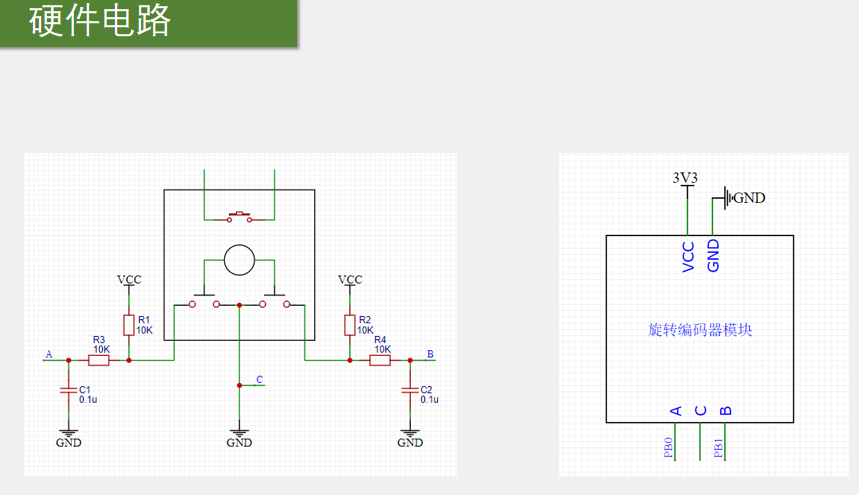 硬件电路
VCC
R1
10K
R3
10K
A
C1
0.1u
GND
C
GND
VCC
R2
10K
R4
10K
B
C2
0.1u
GND
3V3
GND
VCC
GND
旋转编码器模块
A
C
B
PB0
PB1